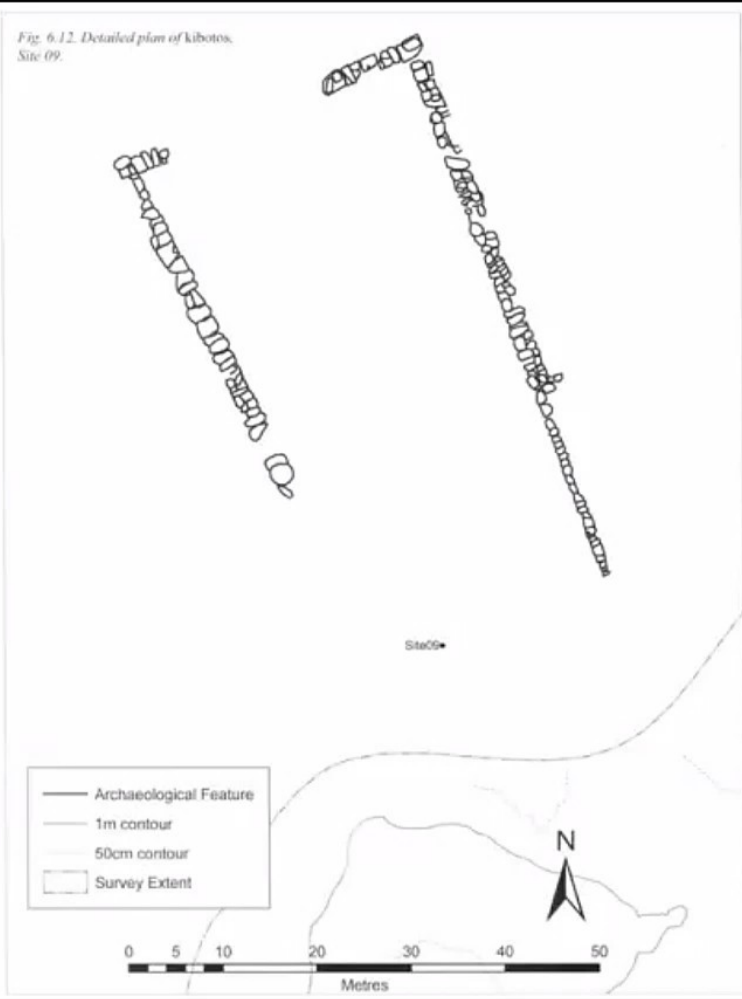 Fig. 6.12. Detailed plan of kibotos,
Site 09.
Site09
Archaeological Feature
1m contour
50cm contour
Survey Extent
N
0 5 10 20 30 40 50
Metres